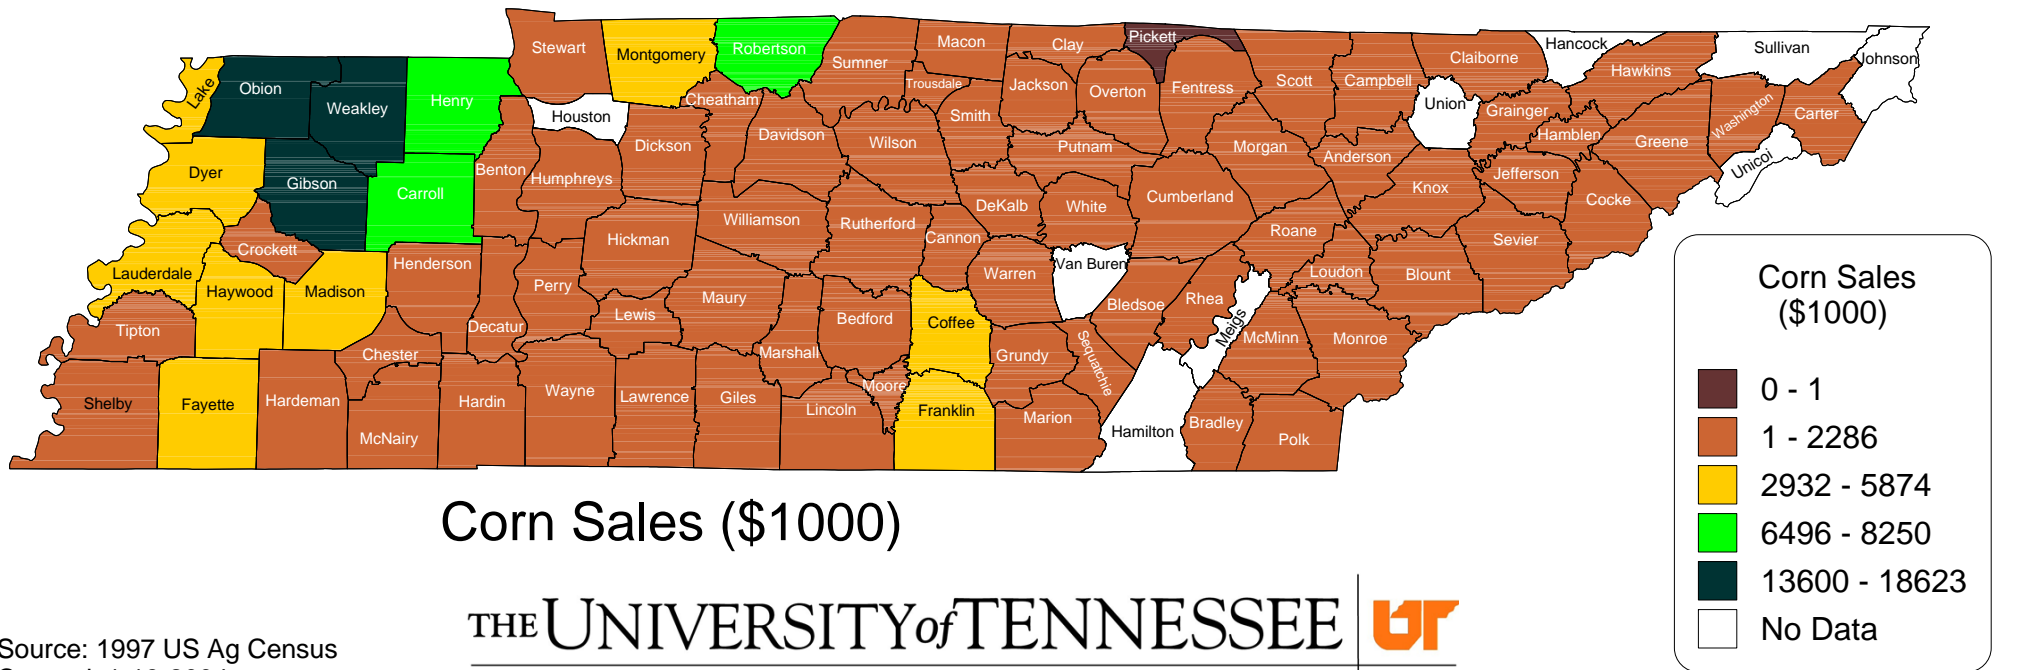 Stewart
Montgomery
Robertson
Sumner
Macon
Clay
Pickett
Scott
Campbell
Claiborne
Hancock
Hawkins
Sullivan
Johnson
Lake
Obion
Weakley
Henry
Houston
Cheatham
Trousdale
Jackson
Overton
Fentress
Union
Grainger
Hamblen
Washington
Carter
Dyer
Gibson
Carroll
Benton
Humphreys
Dickson
Davidson
Wilson
Smith
Putnam
Morgan
Anderson
Knox
Jefferson
Greene
Unicoi
Crockett
Henderson
Hickman
Williamson
Rutherford
Cannon
DeKalb
White
Cumberland
Roane
Loudon
Blount
Sevier
Cocke
Lauderdale
Haywood
Madison
Decatur
Perry
Lewis
Maury
Bedford
Coffee
Warren
Van Buren
Bledsoe
Rhea
Meigs
McMinn
Monroe
Tipton
Chester
Marshall
Moore
Grundy
Sequatchie
Shelby
Fayette
Hardeman
McNairy
Hardin
Wayne
Lawrence
Giles
Lincoln
Franklin
Marion
Hamilton
Bradley
Polk
Corn Sales
($1000)
0 - 1
1 - 2286
2932 - 5874
6496 - 8250
13600 - 18623
No Data
Corn Sales ($1000)
THE UNIVERSITY of TENNESSEE UT
Source: 1997 US Ag Census